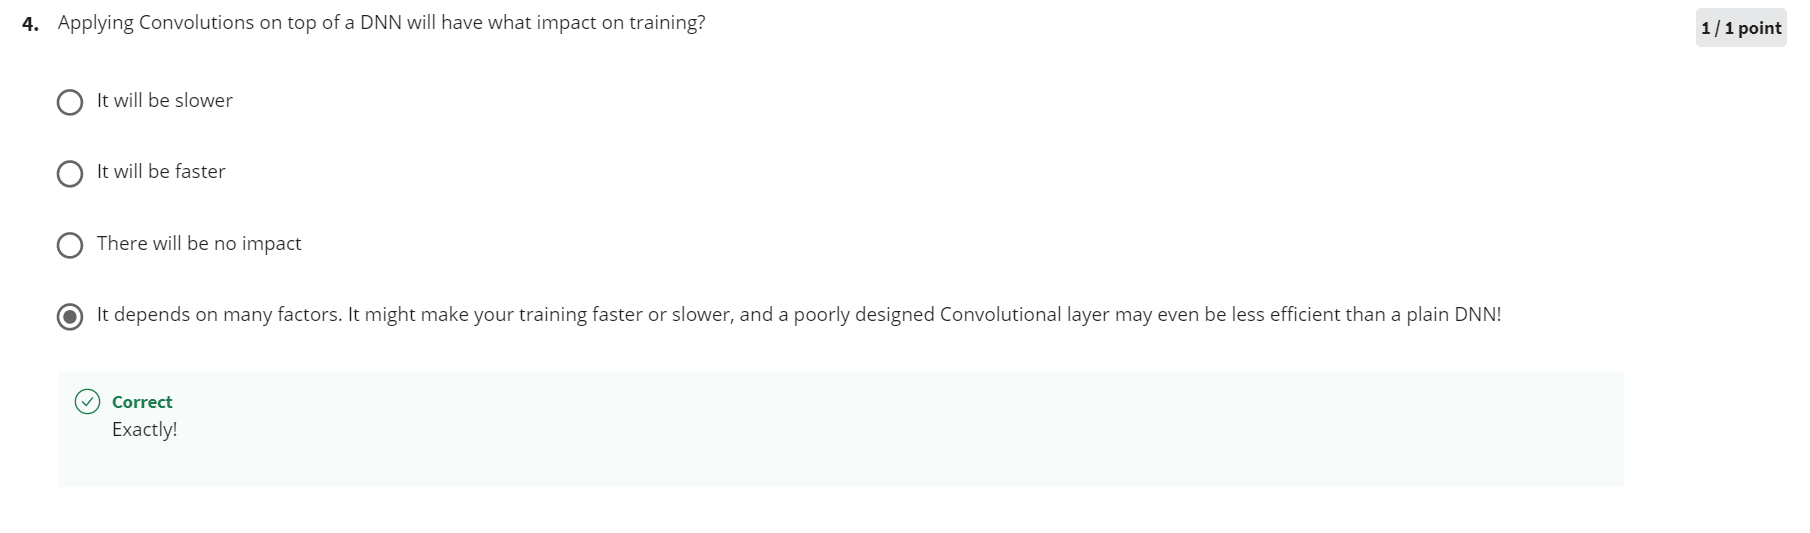 4. Applying Convolutions on top of a DNN will have what impact on training?
1 / 1 point
It will be slower
It will be faster
There will be no impact
It depends on many factors. It might make your training faster or slower, and a poorly designed Convolutional layer may even be less efficient than a plain DNN!
Correct
Exactly!